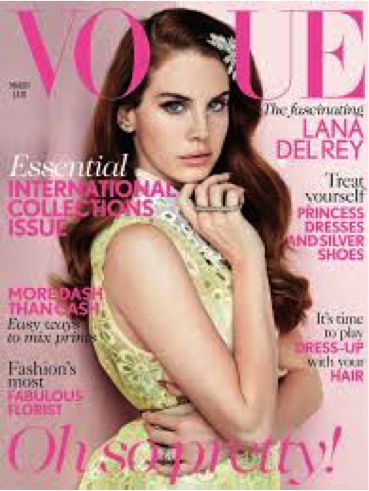 VOGUE
The fascinating
LANA
DEL REY
Essential
INTERNATIONAL
COLLECTIONS
ISSUE
Treat
yourself
PRINCESS
DRESSES
AND SILVER
SHOES
MORE DASH
THAN CASH
Easy ways
to mix prints
It's time
to play
DRESS-UP
with your
HAIR
Fashion's
most
FABULOUS
FLORIST
Oh so pretty!